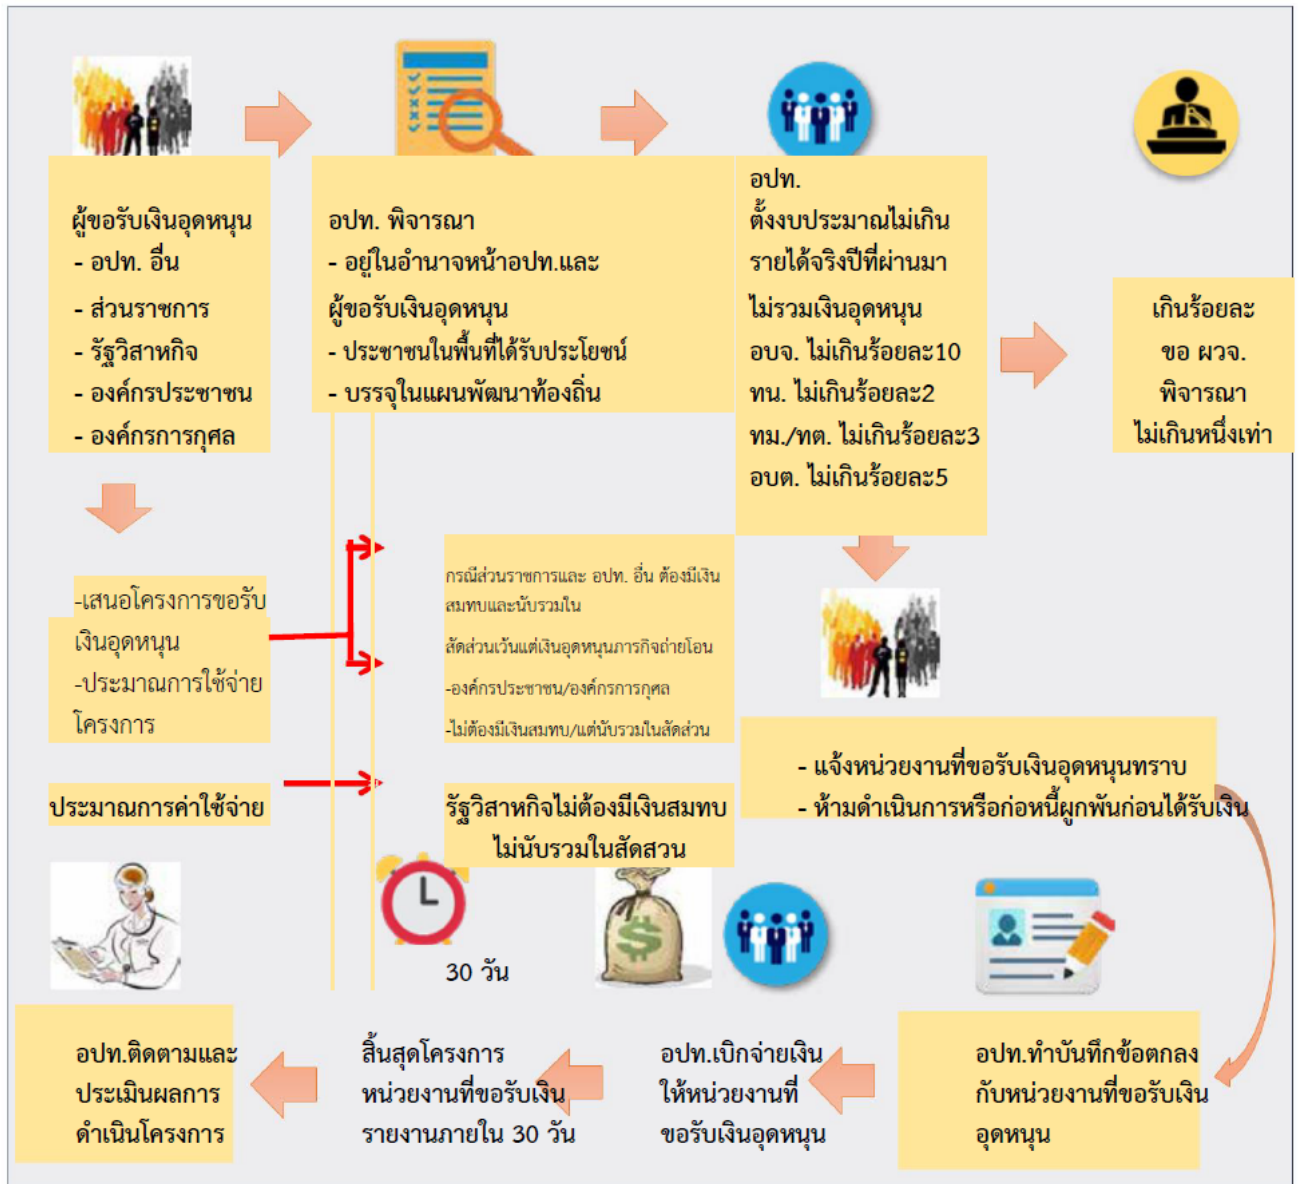 ผู้ขอรับเงินอุดหนุน
- อปท. อื่น
- ส่วนราชการ
- รัฐวิสาหกิจ
- องค์กรประชาชน
- องค์กรการกุศล
อปท. พิจารณา
- อยู่ในอำนาจหน้าอปท.และ
ผู้ขอรับเงินอุดหนุน
- ประชาชนในพื้นที่ได้รับประโยชน์
- บรรจุในแผนพัฒนาท้องถิ่น
อปท.
ตั้งงบประมาณไม่เกิน
รายได้จริงปีที่ผ่านมา
ไม่รวมเงินอุดหนุน
อบจ. ไม่เกินร้อยละ10
ทน. ไม่เกินร้อยละ2
ทม./ทต. ไม่เกินร้อยละ3
อบต. ไม่เกินร้อยละ5
เกินร้อยละ
ขอ ผวจ.
พิจารณา
ไม่เกินหนึ่งเท่า
-เสนอโครงการขอรับ
เงินอุดหนุน
-ประมาณการใช้จ่าย
โครงการ
กรณีส่วนราชการและ อปท. อื่น ต้องมีเงิน
สมทบและนับรวมใน
สัดส่วนเว้นแต่เงินอุดหนุนภารกิจถ่ายโอน
-องค์กรประชาชน/องค์กรการกุศล
-ไม่ต้องมีเงินสมทบ/แต่นับรวมในสัดส่วน
ประมาณการค่าใช้จ่าย
รัฐวิสาหกิจไม่ต้องมีเงินสมทบ
ไม่นับรวมในสัดสวน
- แจ้งหน่วยงานที่ขอรับเงินอุดหนุนทราบ
- ห้ามดำเนินการหรือก่อหนี้ผูกพันก่อนได้รับเงิน
30 วัน
อปท.ทำบันทึกข้อตกลง
กับหน่วยงานที่ขอรับเงิน
อุดหนุน
อปท.เบิกจ่ายเงิน
ให้หน่วยงานที่
ขอรับเงินอุดหนุน
สิ้นสุดโครงการ
หน่วยงานที่ขอรับเงิน
รายงานภายใน 30 วัน
อปท.ติดตามและ
ประเมินผลการ
ดำเนินโครงการ